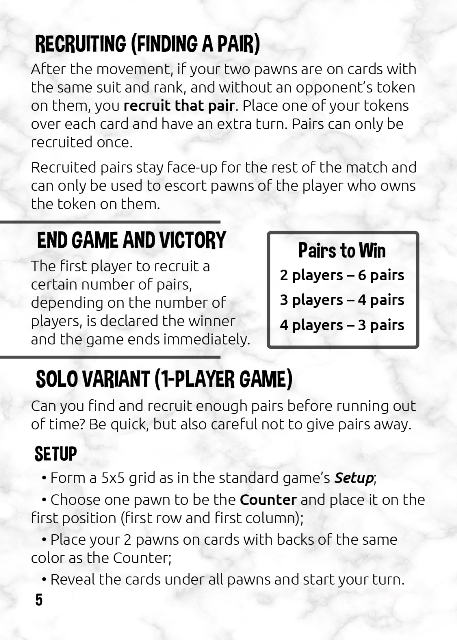 RECRUITING (FINDING A PAIR)
After the movement, if your two pawns are on cards with
the same suit and rank, and without an opponent's token
on them, you recruit that pair. Place one of your tokens
over each card and have an extra turn. Pairs can only be
recruited once.
Recruited pairs stay face-up for the rest of the match and
can only be used to escort pawns of the player who owns
the token on them.
END GAME AND VICTORY
The first player to recruit a
certain number of pairs,
depending on the number of
players, is declared the winner
and the game ends immediately.
Pairs to Win
2 players – 6 pairs
3 players – 4 pairs
4 players – 3 pairs
SOLO VARIANT (1-PLAYER GAME)
Can you find and recruit enough pairs before running out
of time? Be quick, but also careful not to give pairs away.
SETUP
• Form a 5x5 grid as in the standard game's Setup;
• Choose one pawn to be the Counter and place it on the
first position (first row and first column);
• Place your 2 pawns on cards with backs of the same
color as the Counter;
• Reveal the cards under all pawns and start your turn.
5